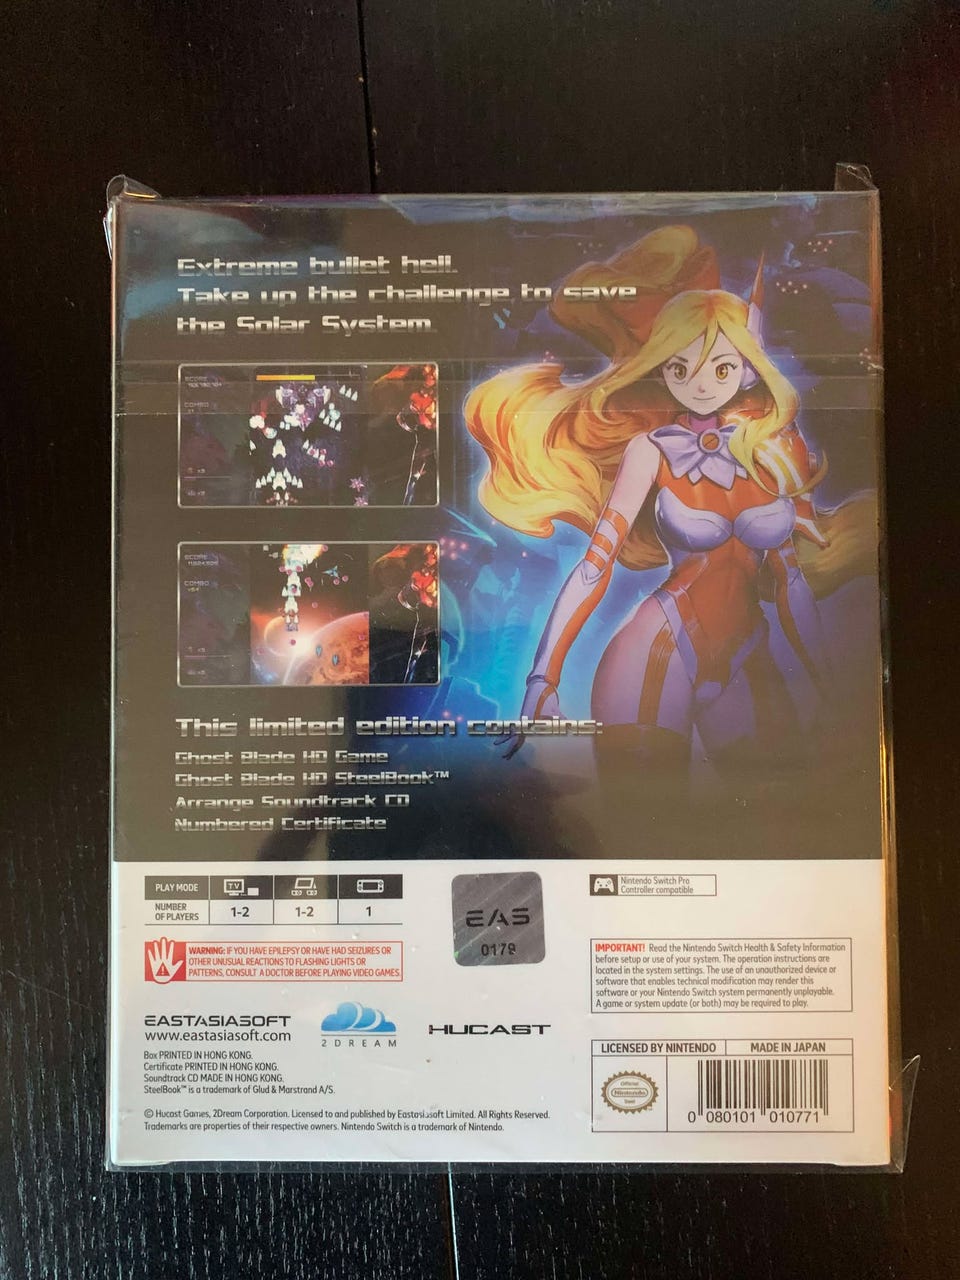 Extreme bullet hell.
Take up the challenge to save
the Solar System.
SCORE
COMBO
SCORE
COMBO
This limited edition contains:
Ghost Blade HD Game
Ghost Blade HD SteelBook™
Arrange Soundtrack CD
Numbered Certificate
PLAY MODE
TV
NUMBER
OF PLAYERS
1-2
1-2
1
EAS
0179
Nintendo Switch Pro
Controller compatible
WARNING: IF YOU HAVE EPILEPSY OR HAVE HAD SEIZURES OR
OTHER UNUSUAL REACTIONS TO FLASHING LIGHTS OR
PATTERNS, CONSULT A DOCTOR BEFORE PLAYING VIDEO GAMES.
IMPORTANT! Read the Nintendo Switch Health & Safety Information
before setup or use of your system. The operation instructions are
located in the system settings. The use of an unauthorized device or
software that enables technical modification may render this
software or your Nintendo Switch system permanently unplayable.
A game or system update (or both) may be required to play.
EASTASIASOFT
www.eastasiasoft.com
2DREAM
HUCAST
Box PRINTED IN HONG KONG.
Certificate PRINTED IN HONG KONG.
Soundtrack CD MADE IN HONG KONG.
SteelBook™ is a trademark of Glud & Marstrand A/S.
© Hucast Games, 2Dream Corporation. Licensed to and published by Eastasiasoft Limited. All Rights Reserved.
Trademarks are properties of their respective owners. Nintendo Switch is a trademark of Nintendo.
LICENSED BY NINTENDO
MADE IN JAPAN
Official
Nintendo
Seal
0 080101 010771